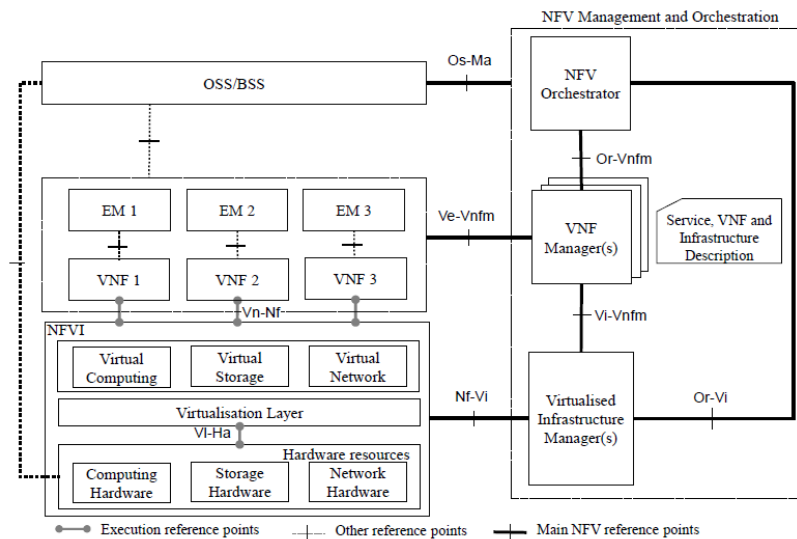 NFV Management and Orchestration
Os-Ma
OSS/BSS
NFV
Orchestrator
Or-Vnfm
EM 1
EM 2
EM 3
Ve-Vnfm
VNF
Manager(s)
Service, VNF and
Infrastructure
Description
VNF 1
VNF 2
VNF 3
Vn-Nf
Vi-Vnfm
NFVI
Virtual
Computing
Virtual
Storage
Virtual
Network
Nf-Vi
Virtualised
Infrastructure
Manager(s)
Or-Vi
Virtualisation Layer
Vl-Ha
Hardware resources
Computing
Hardware
Storage
Hardware
Network
Hardware
Execution reference points
Other reference points
Main NFV reference points